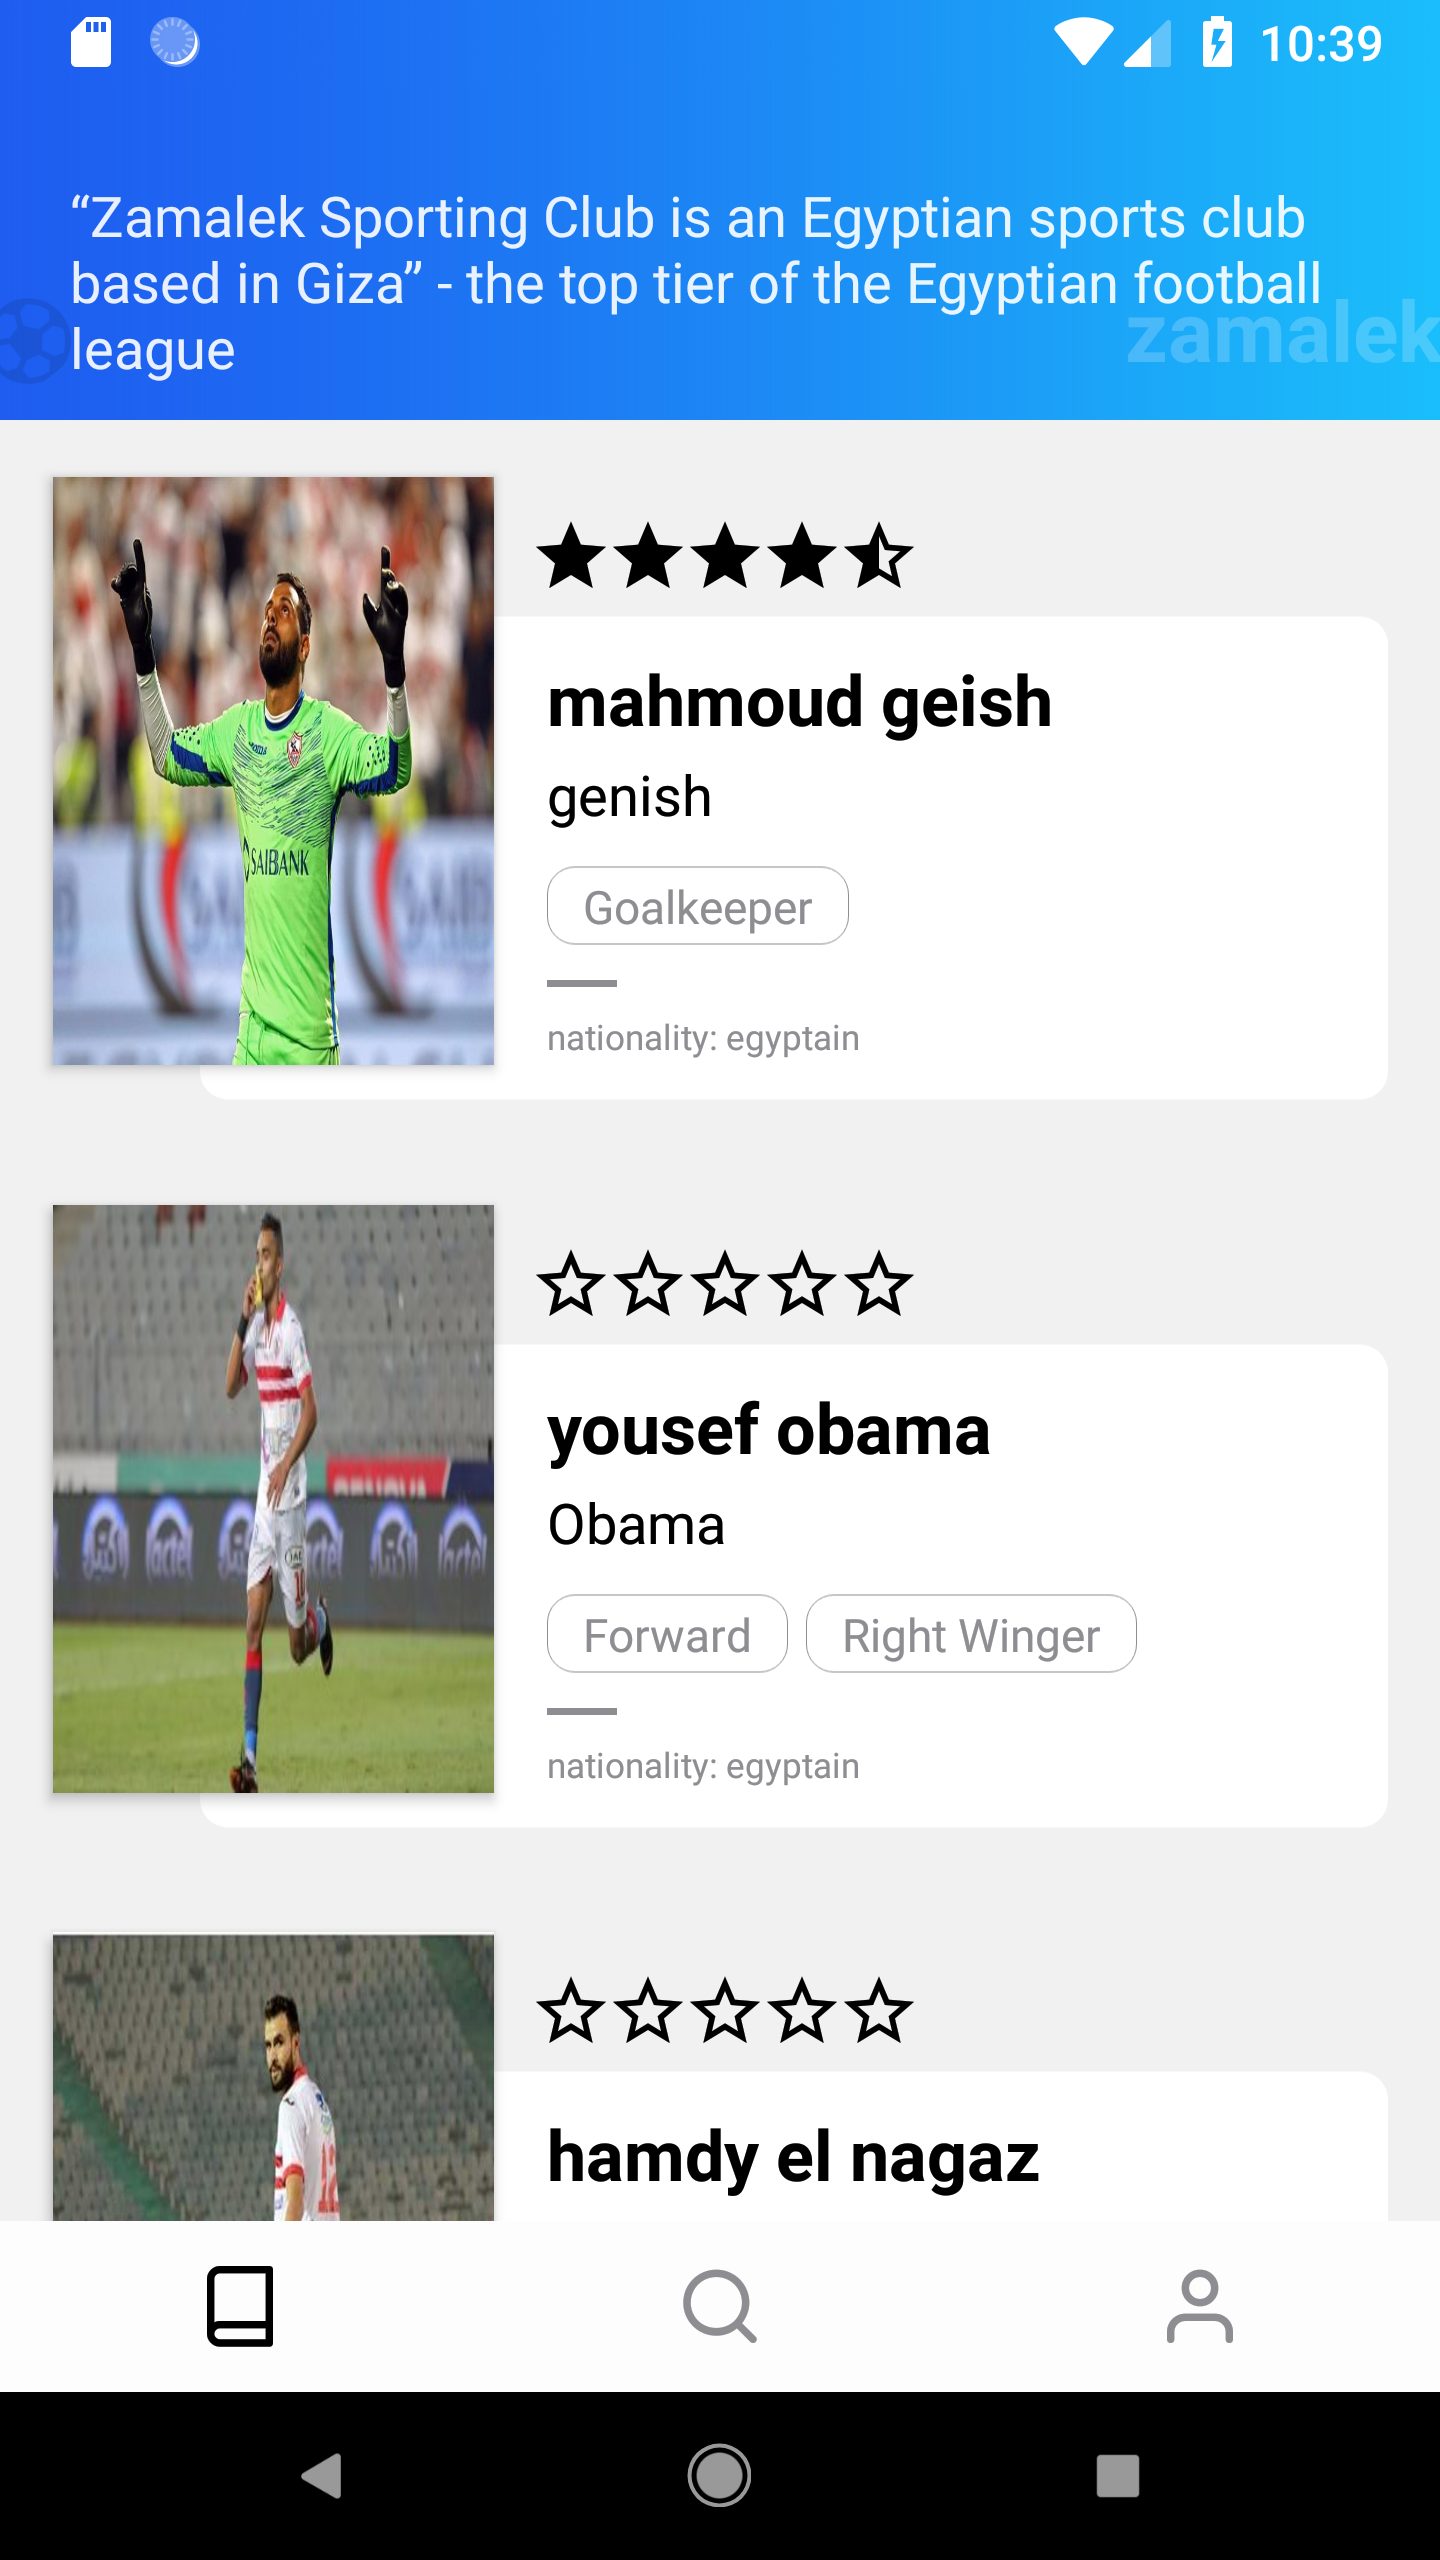 10:39
“Zamalek Sporting Club is an Egyptian sports club
based in Giza” - the top tier of the Egyptian football
league
zamalek
mahmoud geish
genish
Goalkeeper
nationality: egyptain
SAIBANK
yousef obama
Obama
Forward Right Winger
nationality: egyptain
hamdy el nagaz
12